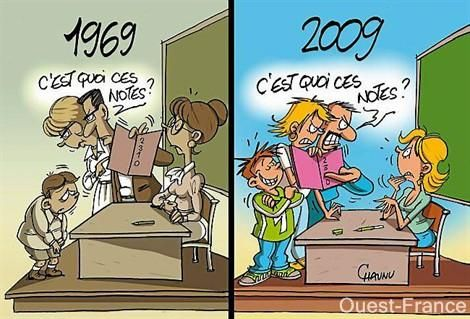 1969
C'EST QUOI CES
NOTES?
2009
C'EST QUOI CES
NOTES?
CHAUNU
Ouest-France